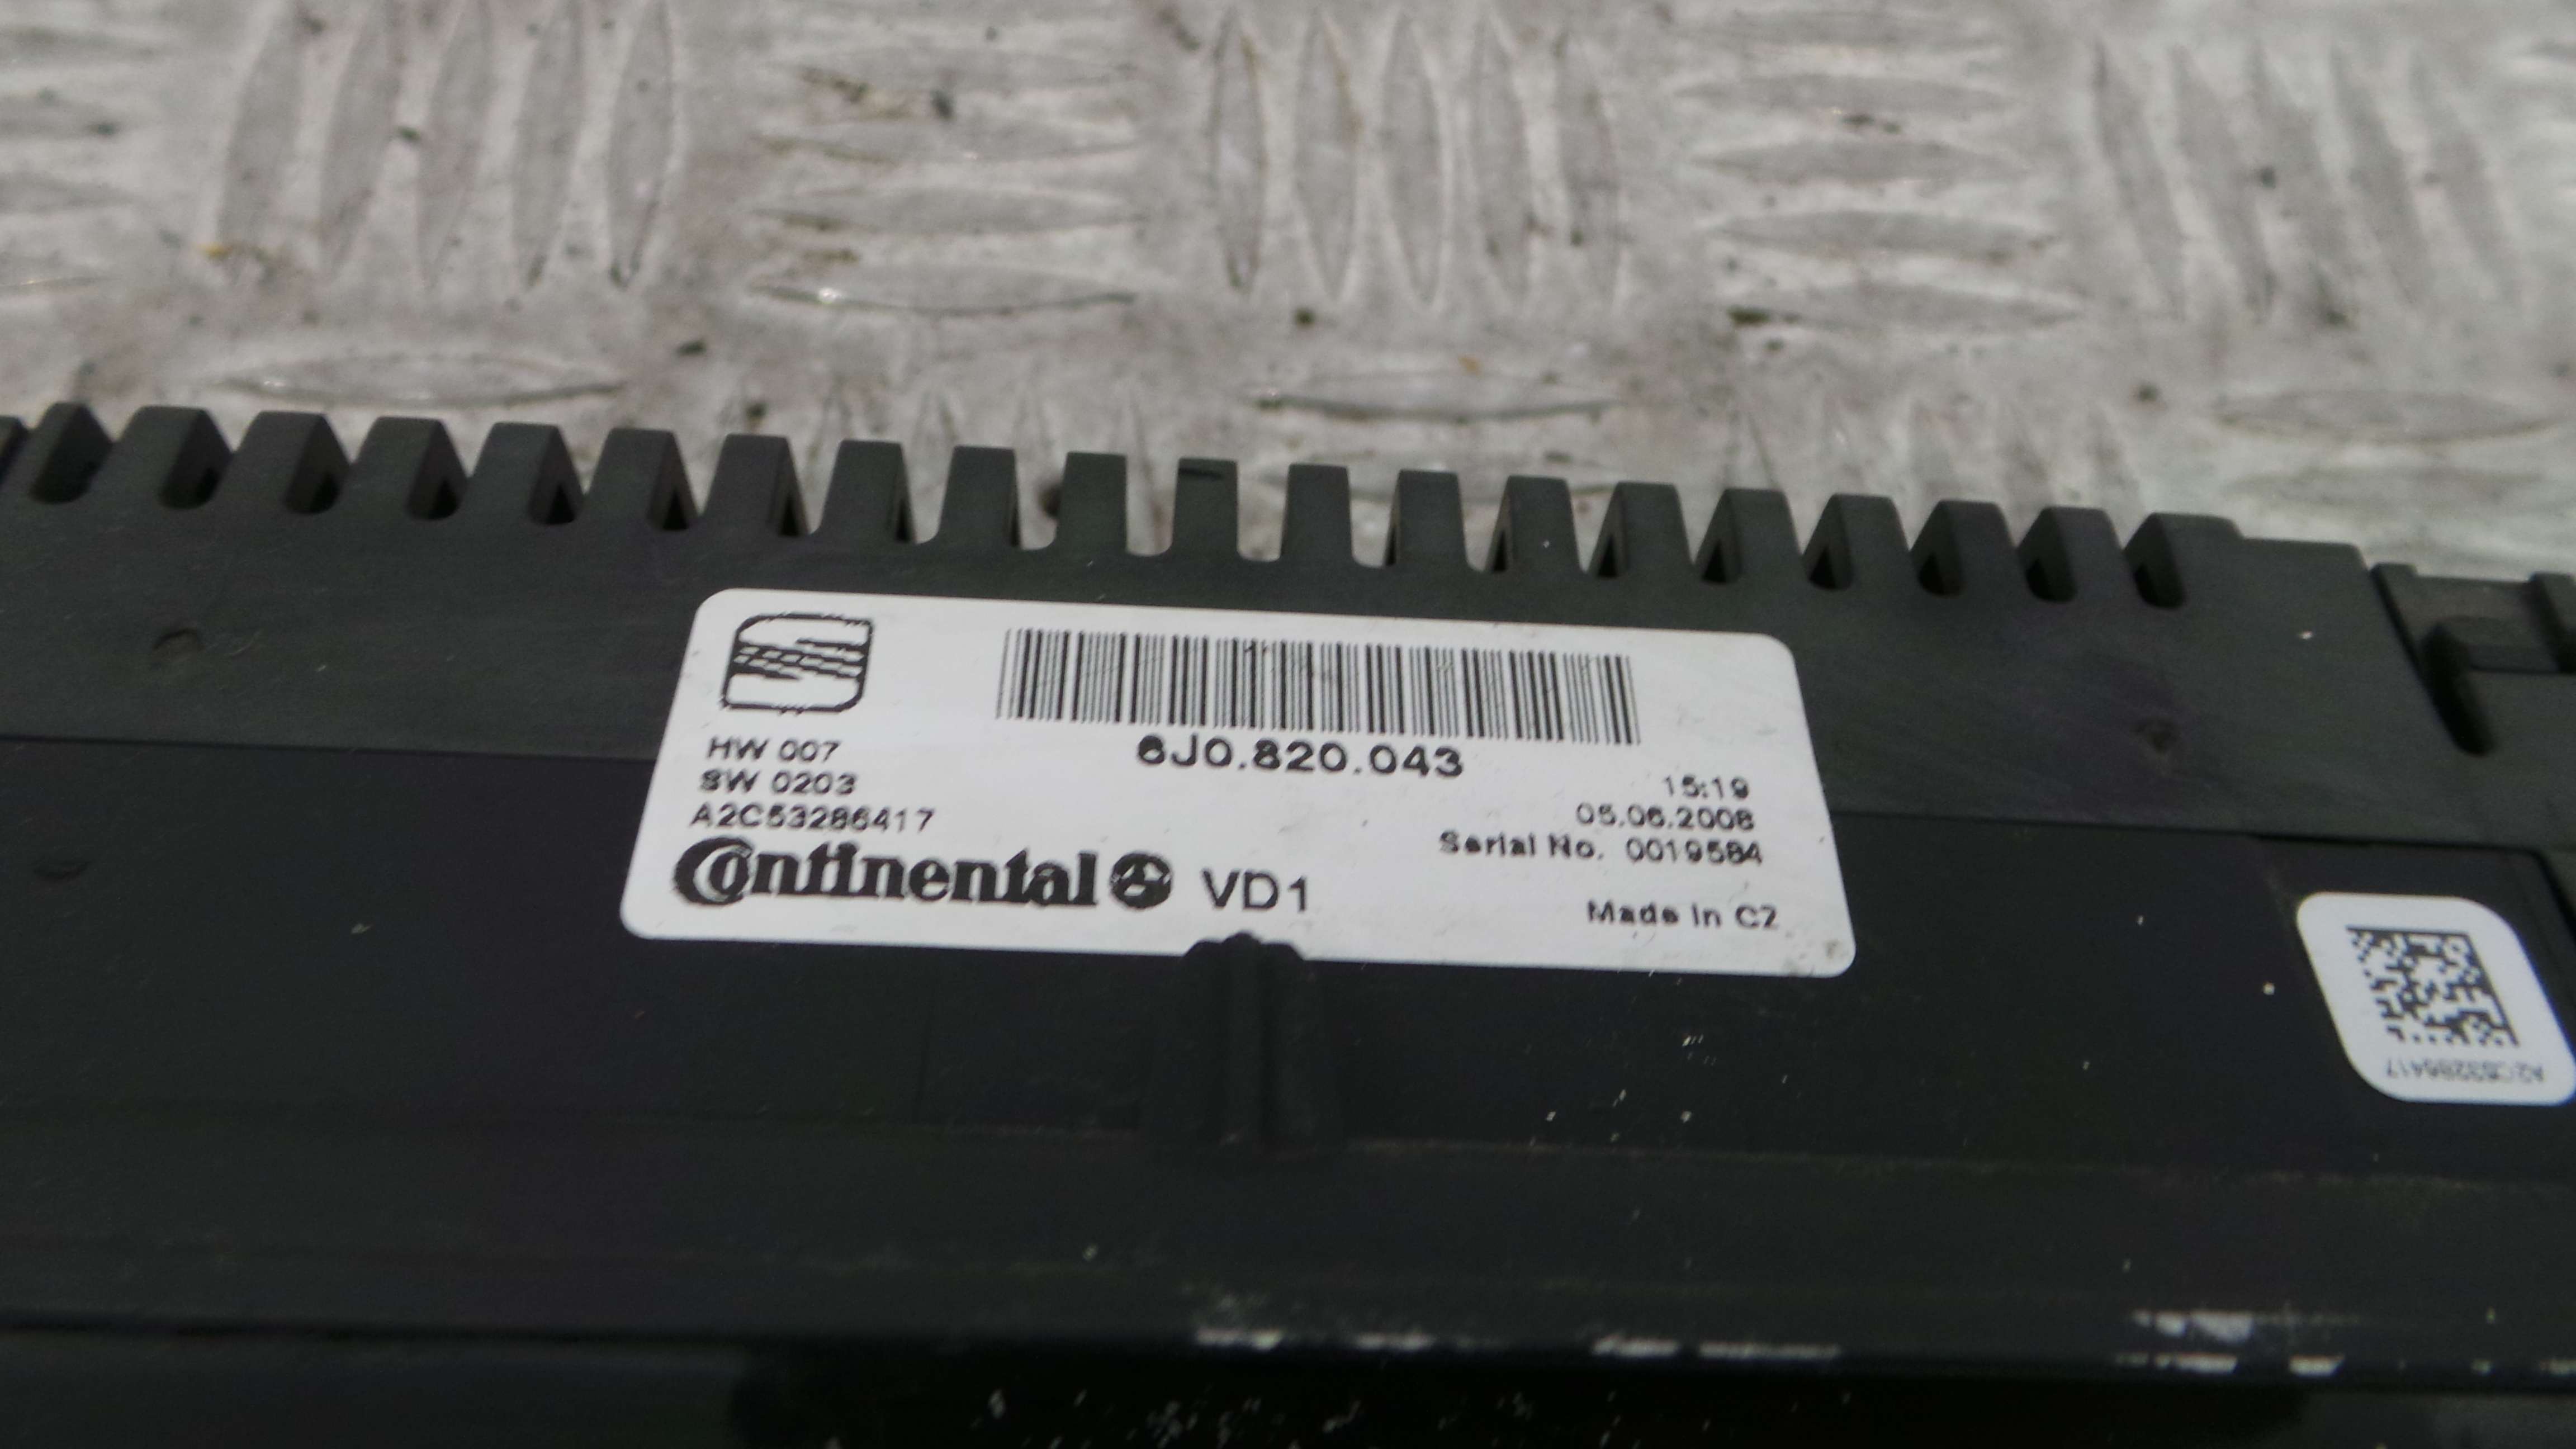 6J0.820.043
HW 007
SW 0203
A2C53286417
15:19
05.06.2008
Serial No. 0019584
Continental VD1
Made in CZ
A2C53286417